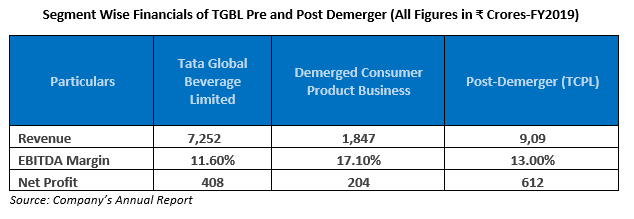 Segment Wise Financials of TGBL Pre and Post Demerger (All Figures in ₹ Crores-FY2019)
Particulars Tata Global Beverage Limited Demerged Consumer Product Business Post-Demerger (TCPL)
Revenue 7,252 1,847 9,09
EBITDA Margin 11.60% 17.10% 13.00%
Net Profit 408 204 612
Source: Company's Annual Report